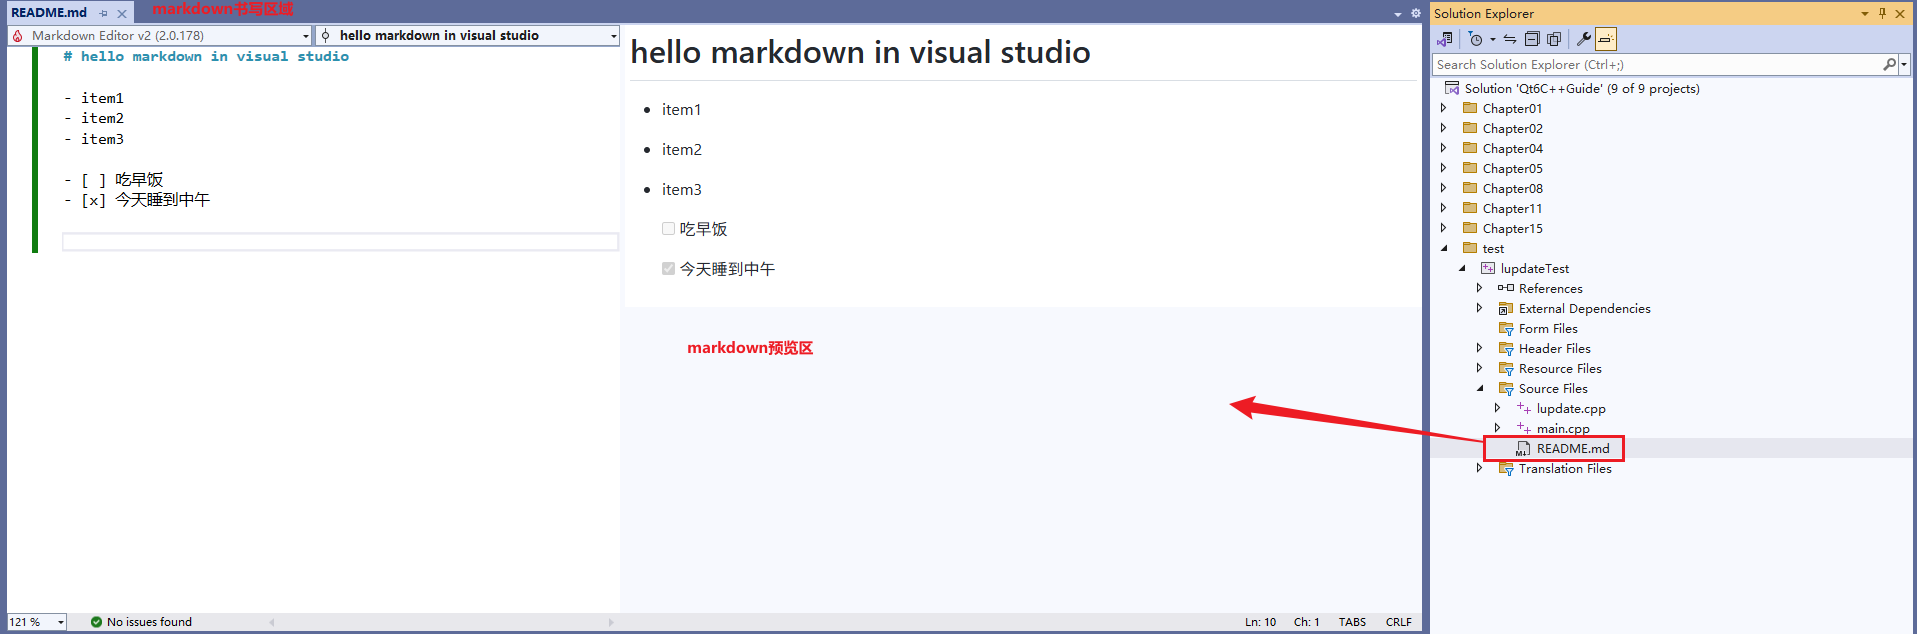 README.md
markdown书写区域
Markdown Editor v2 (2.0.178)
hello markdown in visual studio
# hello markdown in visual studio
- item1
- item2
- item3
- [ ] 吃早饭
- [x] 今天睡到中午
hello markdown in visual studio
item1
item2
item3
吃早饭
今天睡到中午
markdown预览区
121 %
No issues found
Ln: 10
Ch: 1
TABS
CRLF
Solution Explorer
Search Solution Explorer (Ctrl+;)
Solution 'Qt6C++Guide' (9 of 9 projects)
Chapter01
Chapter02
Chapter04
Chapter05
Chapter08
Chapter11
Chapter15
test
lupdateTest
References
External Dependencies
Form Files
Header Files
Resource Files
Source Files
lupdate.cpp
main.cpp
README.md
Translation Files